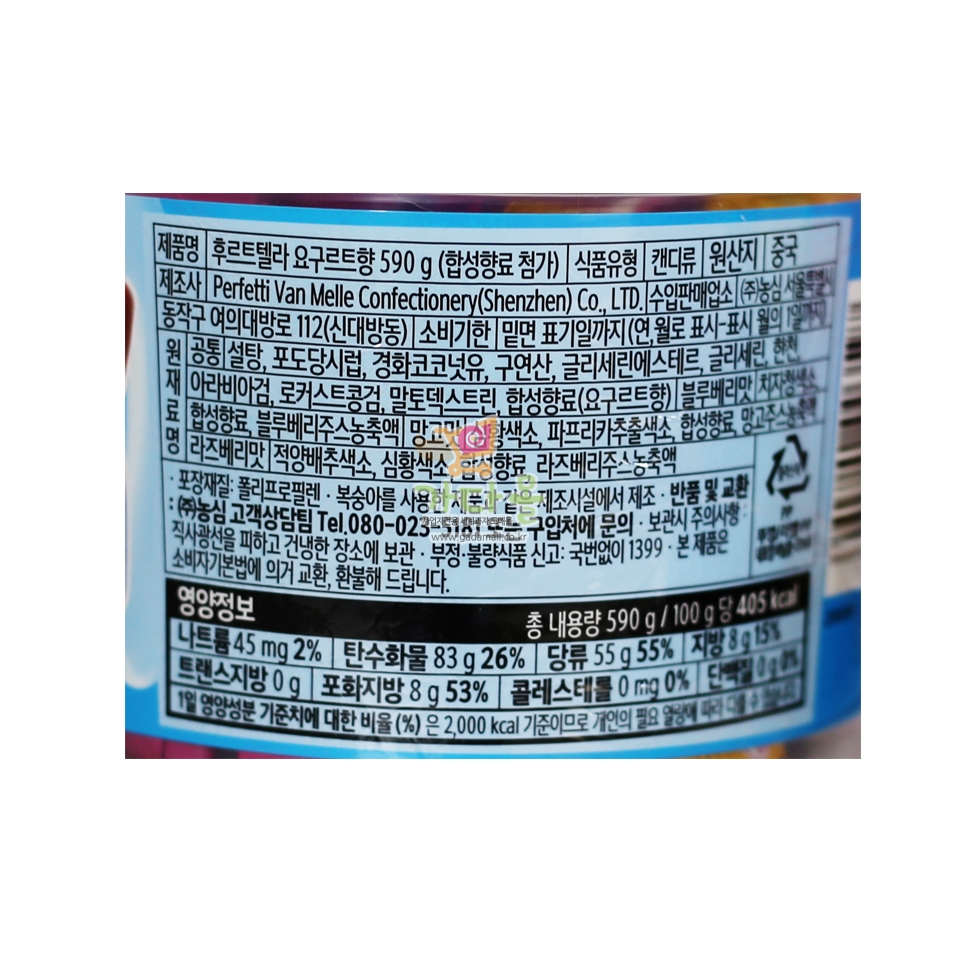 제품명 후르트텔라 요구르트향 590 g (합성향료 첨가) 식품유형 캔디류 원산지 중국
제조사 Perfetti Van Melle Confectionery(Shenzhen) Co., LTD. 수입판매업소 (주)농심 서울특별시
동작구 여의대방로 112(신대방동) 소비기한 밑면 표기일까지(연,월로 표시-표시 월의 1일까지)
원재료명 공통 설탕, 포도당시럽, 경화코코넛유, 구연산, 글리세린에스테르, 글리세린, 한천,
아라비아검, 로커스트콩검, 말토덱스트린, 합성향료(요구르트향) 블루베리맛 치자청색소,
합성향료, 블루베리주스농축액 망고맛 심황색소, 파프리카추출색소, 합성향료, 망고주스농축액
라즈베리맛 적양배추색소, 심황색소, 합성향료, 라즈베리주스농축액
· 포장재질: 폴리프로필렌 · 복숭아를 사용한 제품과 같은 제조시설에서 제조 · 반품 및 교환
: (주)농심 고객상담팀 Tel.080-023-5181 또는 구입처에 문의 · 보관시 주의사항 :
직사광선을 피하고 건냉한 장소에 보관 · 부정·불량식품 신고: 국번없이 1399 · 본 제품은
소비자기본법에 의거 교환, 환불해 드립니다.
PP
까다몰
www.gadamall.co.kr
영양정보 총 내용량 590 g / 100 g 당 405 kcal
나트륨 45 mg 2% 탄수화물 83 g 26% 당류 55 g 55% 지방 8 g 15%
트랜스지방 0 g 포화지방 8 g 53% 콜레스테롤 0 mg 0% 단백질 0 g 0%
1일 영양성분 기준치에 대한 비율(%)은 2,000 kcal 기준이므로 개인의 필요 열량에 따라 다를 수 있습니다